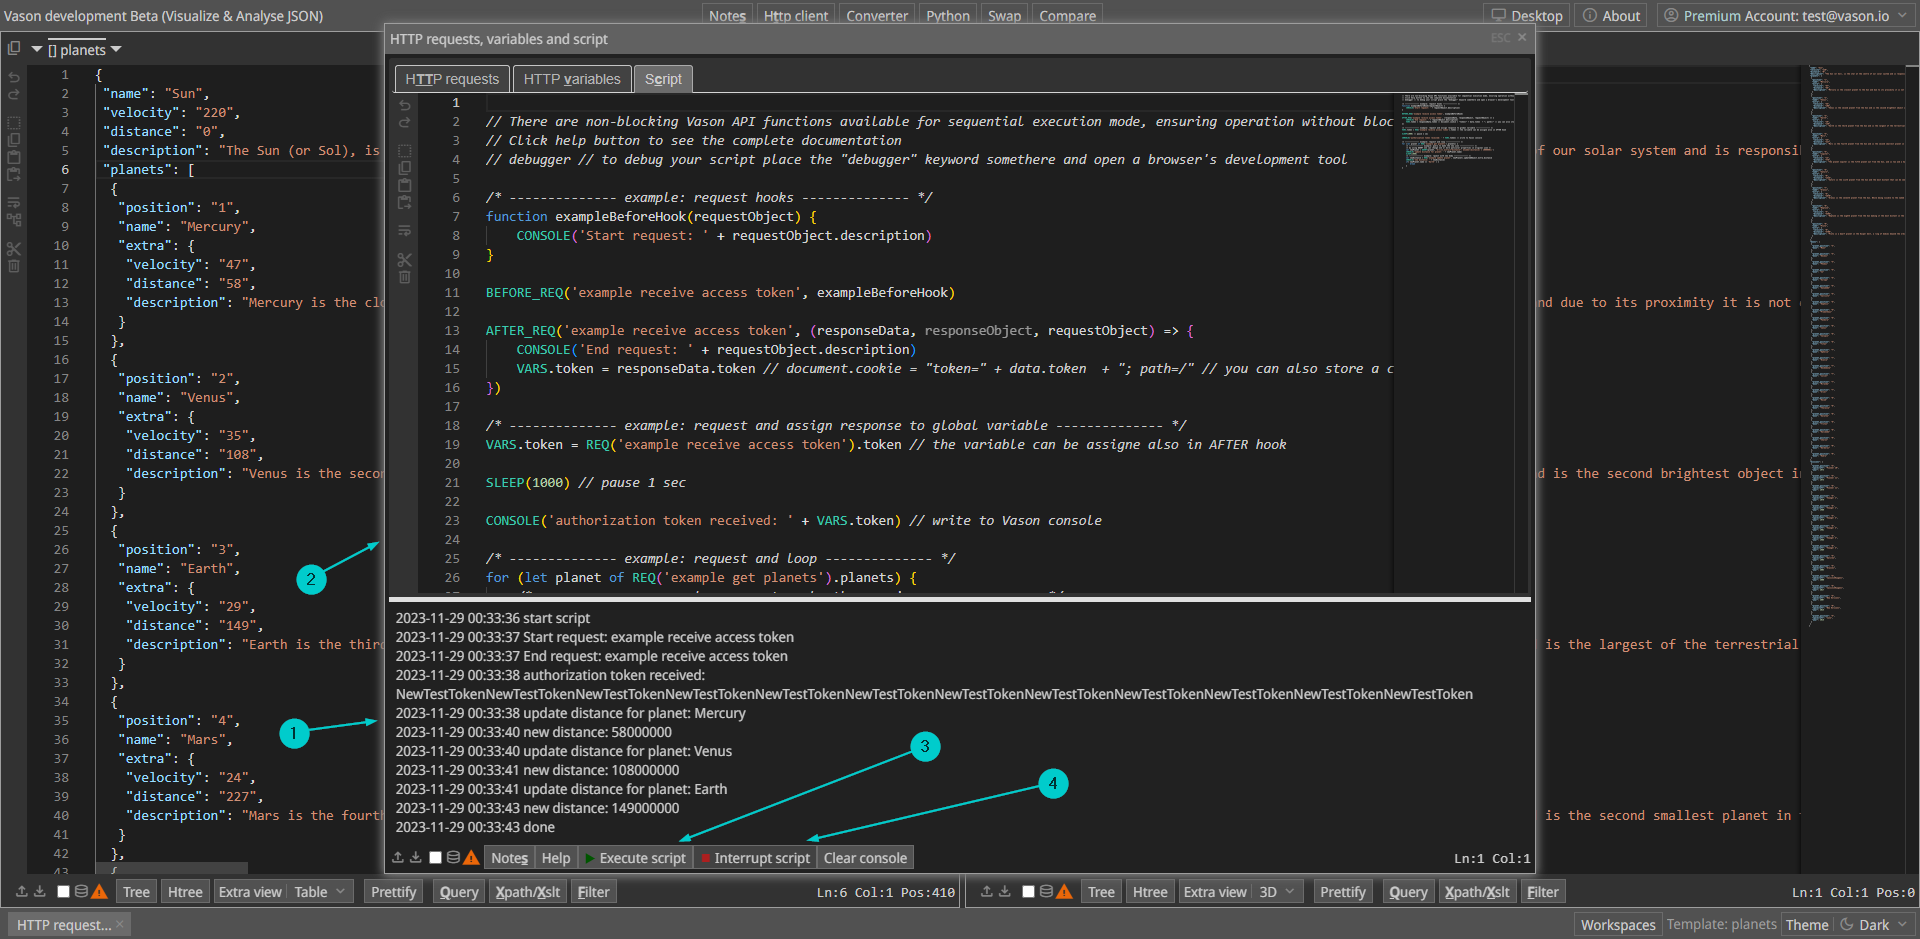 Vason development Beta (Visualize & Analyse JSON)
Notes Http client Converter Python Swap Compare
Desktop About Premium Account: test@vason.io
[] planets
1 {
2 "name": "Sun",
3 "velocity": "220",
4 "distance": "0",
5 "description": "The Sun (or Sol), is
6 "planets": [
7 {
8 "position": "1",
9 "name": "Mercury",
10 "extra": {
11 "velocity": "47",
12 "distance": "58",
13 "description": "Mercury is the clo
14 }
15 },
16 {
17 "position": "2",
18 "name": "Venus",
19 "extra": {
20 "velocity": "35",
21 "distance": "108",
22 "description": "Venus is the secon
23 }
24 },
25 {
26 "position": "3",
27 "name": "Earth",
28 "extra": {
29 "velocity": "29",
30 "distance": "149",
31 "description": "Earth is the third
32 }
33 },
34 {
35 "position": "4",
36 "name": "Mars",
37 "extra": {
38 "velocity": "24",
39 "distance": "227",
40 "description": "Mars is the fourth
41 }
42 },
43 {
2
1
HTTP requests, variables and script
ESC ×
HTTP requests HTTP variables Script
1
2 // There are non-blocking Vason API functions available for sequential execution mode, ensuring operation without bloc
3 // Click help button to see the complete documentation
4 // debugger // to debug your script place the "debugger" keyword somethere and open a browser's development tool
5
6 /* -------------- example: request hooks -------------- */
7 function exampleBeforeHook(requestObject) {
8 CONSOLE('Start request: ' + requestObject.description)
9 }
10
11 BEFORE_REQ('example receive access token', exampleBeforeHook)
12
13 AFTER_REQ('example receive access token', (responseData, responseObject, requestObject) => {
14 CONSOLE('End request: ' + requestObject.description)
15 VARS.token = responseData.token // document.cookie = "token=" + data.token + "; path=/" // you can also store a c
16 })
17
18 /* -------------- example: request and assign response to global variable -------------- */
19 VARS.token = REQ('example receive access token').token // the variable can be assigne also in AFTER hook
20
21 SLEEP(1000) // pause 1 sec
22
23 CONSOLE('authorization token received: ' + VARS.token) // write to Vason console
24
25 /* -------------- example: request and loop -------------- */
26 for (let planet of REQ('example get planets').planets) {
2023-11-29 00:33:36 start script
2023-11-29 00:33:37 Start request: example receive access token
2023-11-29 00:33:37 End request: example receive access token
2023-11-29 00:33:38 authorization token received:
NewTestTokenNewTestTokenNewTestTokenNewTestTokenNewTestTokenNewTestTokenNewTestTokenNewTestTokenNewTestTokenNewTestTokenNewTestTokenNewTestToken
2023-11-29 00:33:38 update distance for planet: Mercury
2023-11-29 00:33:40 new distance: 58000000
2023-11-29 00:33:40 update distance for planet: Venus
2023-11-29 00:33:41 new distance: 108000000
2023-11-29 00:33:41 update distance for planet: Earth
2023-11-29 00:33:43 new distance: 149000000
2023-11-29 00:33:43 done
3
4
Notes Help Execute script Interrupt script Clear console
Ln:1 Col:1
of our solar system and is responsi
nd due to its proximity it is not
d is the second brightest object i
is the largest of the terrestrial
is the second smallest planet in
Tree Htree Extra view Table Prettify Query Xpath/Xslt Filter
Ln:6 Col:1 Pos:410
Tree Htree Extra view 3D Prettify Query Xpath/Xslt Filter
Ln:1 Col:1 Pos:0
HTTP request... ×
Workspaces Template: planets Theme Dark